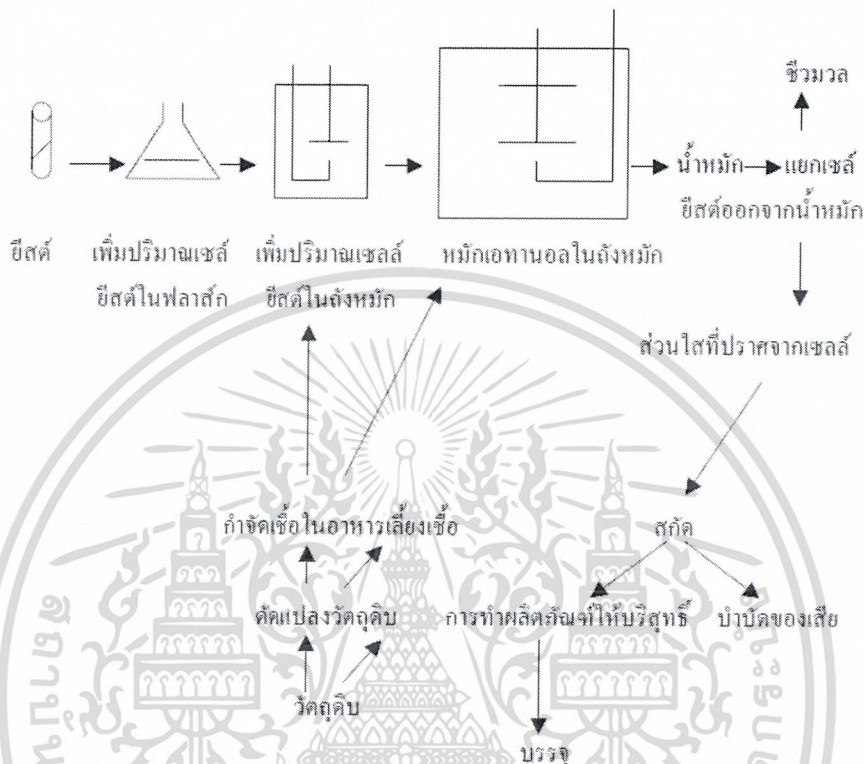 ชีวมวล
น้ำหมัก
แยกเซล์
ยีสต์ออกจากน้ำหมัก
ยีสต์
เพิ่มปริมาณเซล์
ยีสต์ในฟลาส์ก
เพิ่มปริมาณเซลล์
ยีสต์ในถังหมัก
หมักเอทานอลในถังหมัก
ส่วนใสที่ปราศจากเซลล์
กำจัดเชื้อในอาหารเลี้ยงเชื้อ
สกัด
ดัดแปลงวัตถุดิบ
การทำผลิตภัณฑ์ให้บริสุทธิ์
บำบัดของเสีย
วัตถุดิบ
บรรจุ